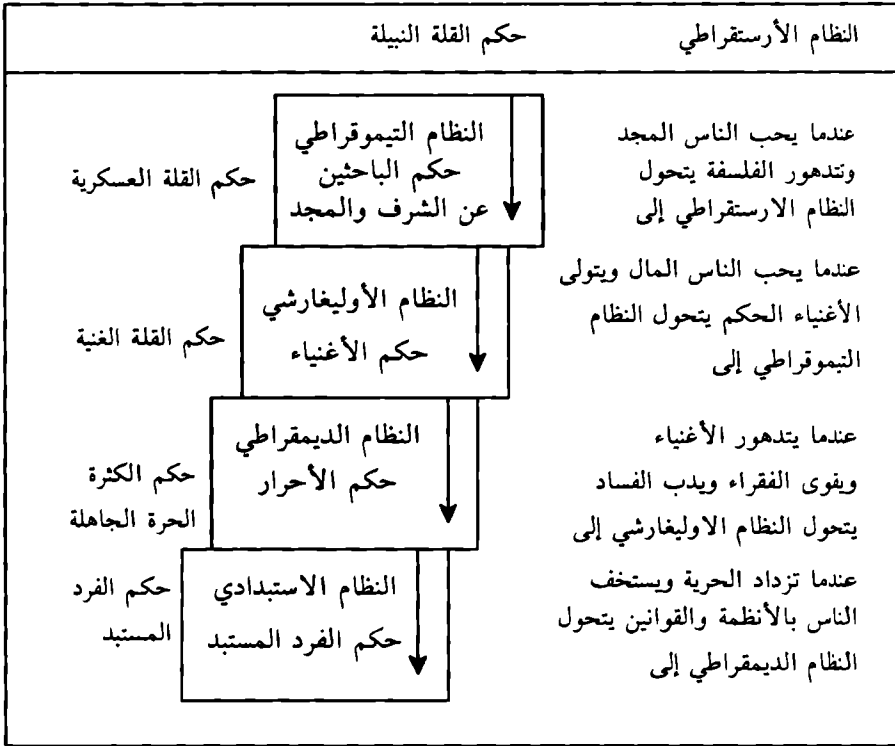 النظام الأرستقراطي
حكم القلة النبيلة
عندما يحب الناس المجد
وتتدهور الفلسفة يتحول
النظام الارستقراطي إلى
النظام التيموقراطي
حكم الباحثين
عن الشرف والمجد
حكم القلة العسكرية
عندما يحب الناس المال ويتولى
الأغنياء الحكم يتحول النظام
التيموقراطي إلى
النظام الأوليغارشي
حكم الأغنياء
حكم القلة الغنية
عندما يتدهور الأغنياء
ويقوى الفقراء ويدب الفساد
يتحول النظام الاوليغارشي إلى
النظام الديمقراطي
حكم الأحرار
حكم الكثرة
الحرة الجاهلة
عندما تزداد الحرية ويستخف
الناس بالأنظمة والقوانين يتحول
النظام الديمقراطي إلى
النظام الاستبدادي
حكم الفرد المستبد
حكم الفرد
المستبد